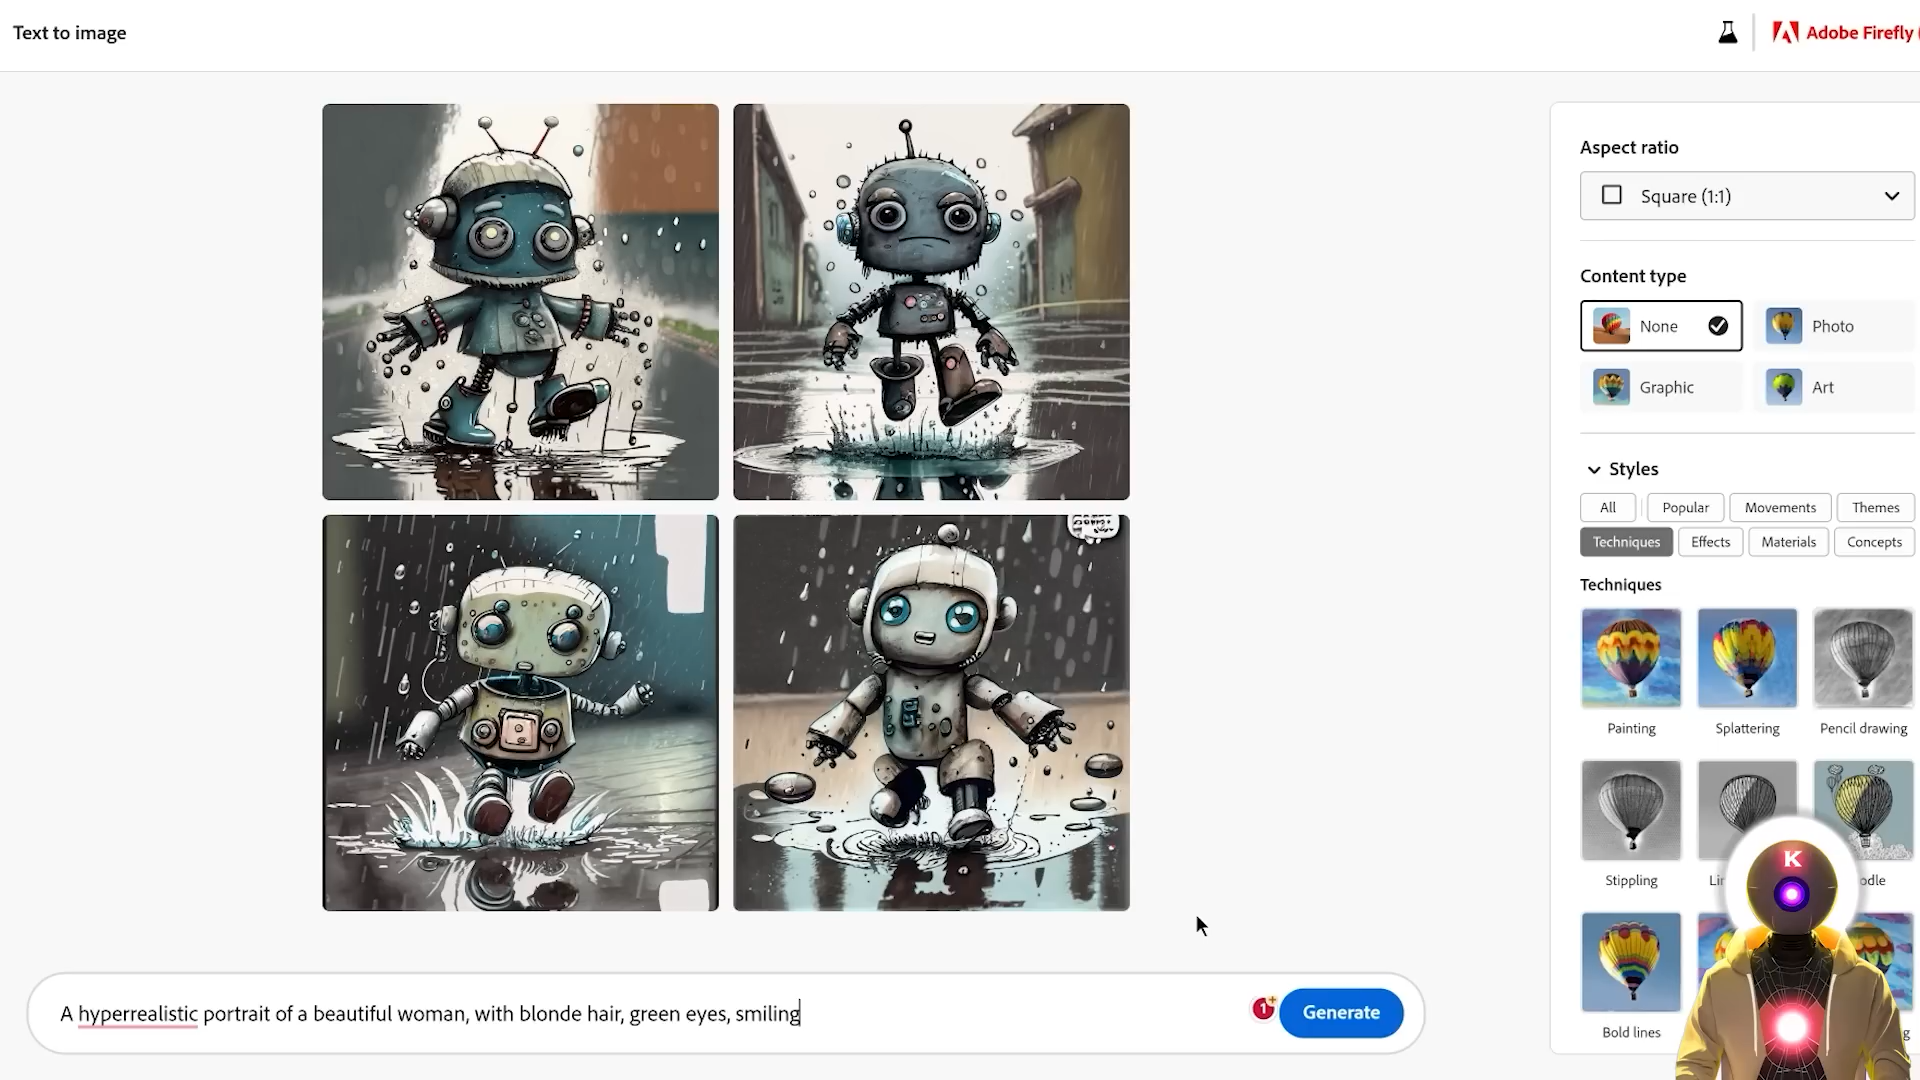 Text to image
Adobe Firefly
Aspect ratio
Square (1:1)
Content type
None
Photo
Graphic
Art
Styles
All
Popular
Movements
Themes
Techniques
Effects
Materials
Concepts
Techniques
Painting
Splattering
Pencil drawing
Stippling
Bold lines
K
A hyperrealistic portrait of a beautiful woman, with blonde hair, green eyes, smiling
1
Generate